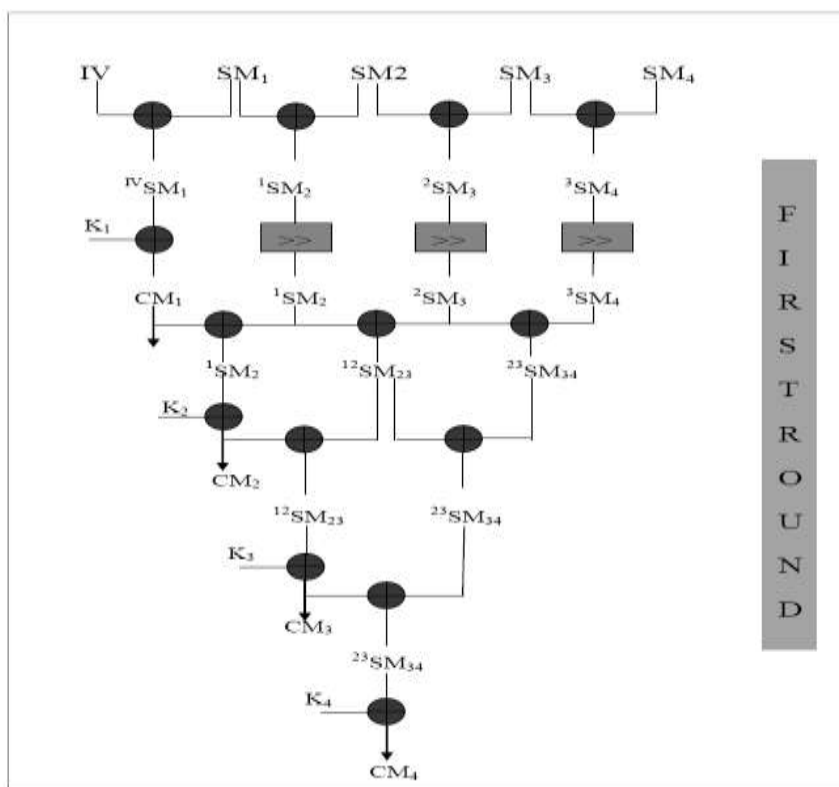 IV SM₁ SM2 SM₃ SM₄
ᴵⱽSM₁ ¹SM₂ ²SM₃ ³SM₄
K₁ >> >> >>
CM₁ ¹SM₂ ²SM₃ ³SM₄
¹SM₂ ¹²SM₂₃ ²³SM₃₄
K₂
CM₂
¹²SM₂₃ ²³SM₃₄
K₃
CM₃
²³SM₃₄
K₄
CM₄
F
I
R
S
T
R
O
U
N
D